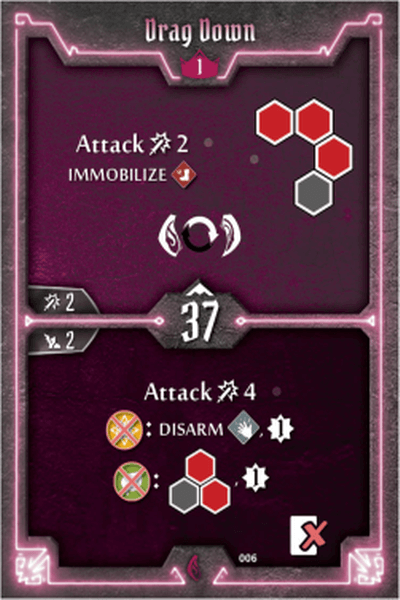 Drag Down
1
Attack 2
IMMOBILIZE
2
37
2
Attack 4
: DISARM , 1
: , 1
006